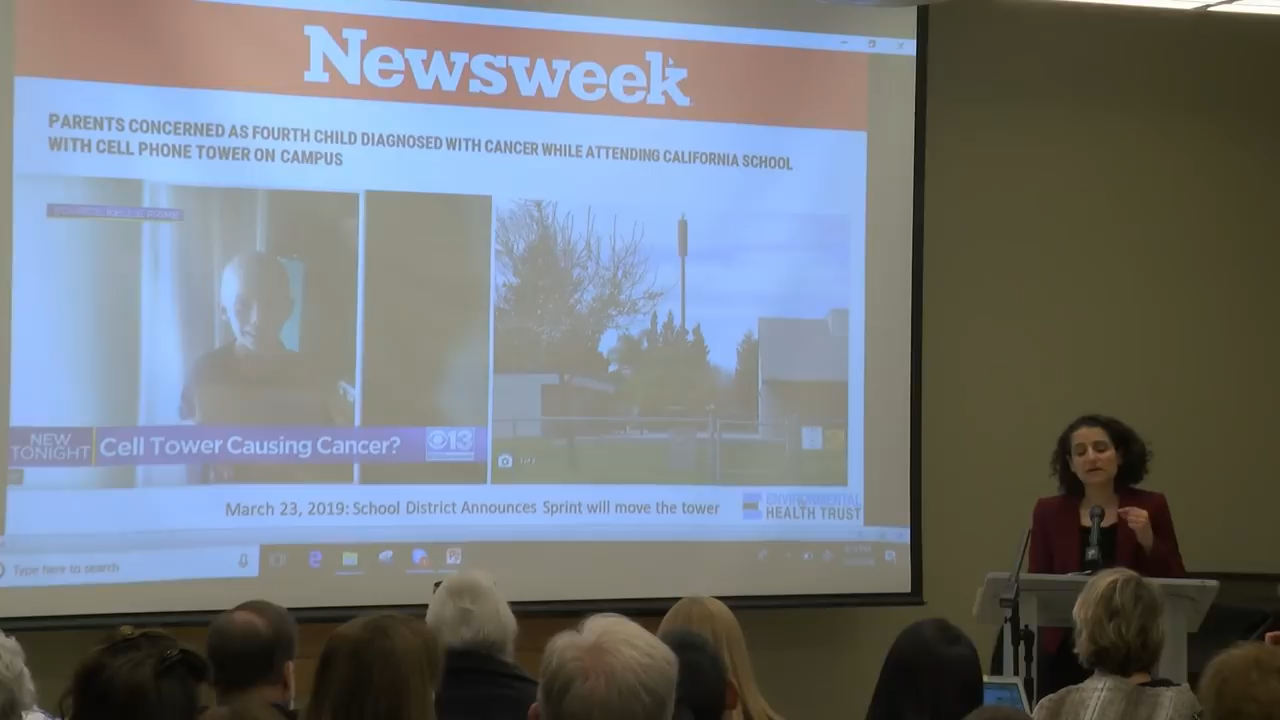 Newsweek
PARENTS CONCERNED AS FOURTH CHILD DIAGNOSED WITH CANCER WHILE ATTENDING CALIFORNIA SCHOOL
WITH CELL PHONE TOWER ON CAMPUS
NEW
TONIGHT
Cell Tower Causing Cancer?
13
March 23, 2019: School District Announces Sprint will move the tower
ENVIRONMENTAL
HEALTH TRUST
Type here to search